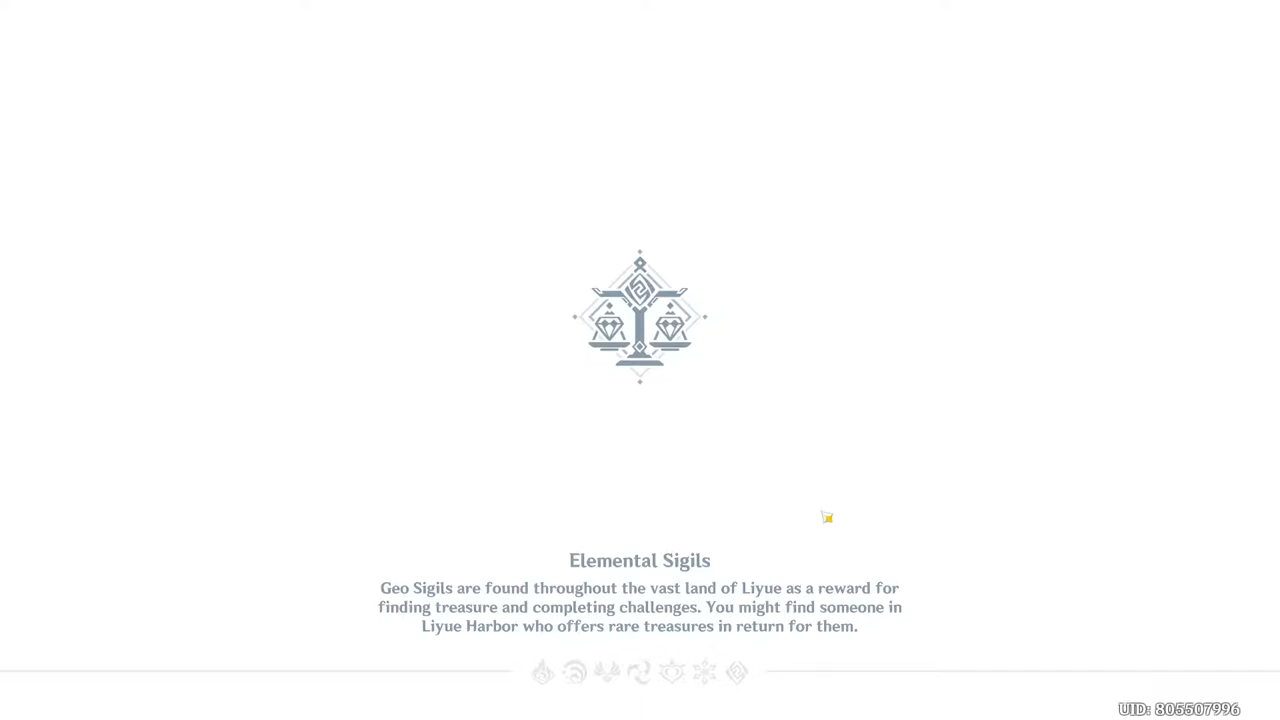 Elemental Sigils
Geo Sigils are found throughout the vast land of Liyue as a reward for
finding treasure and completing challenges. You might find someone in
Liyue Harbor who offers rare treasures in return for them.
UID: 805507996